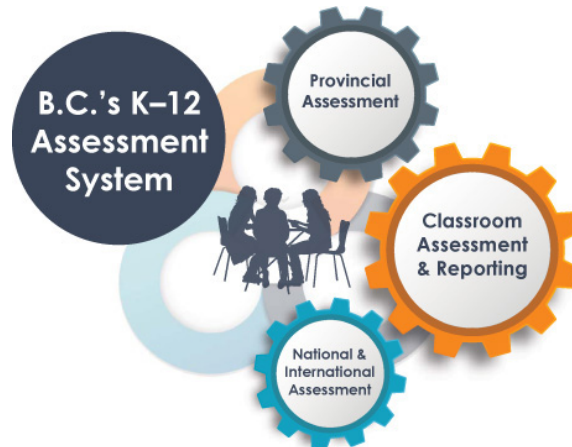 B.C.'s K–12
Assessment
System
Provincial
Assessment
Classroom
Assessment
& Reporting
National &
International
Assessment